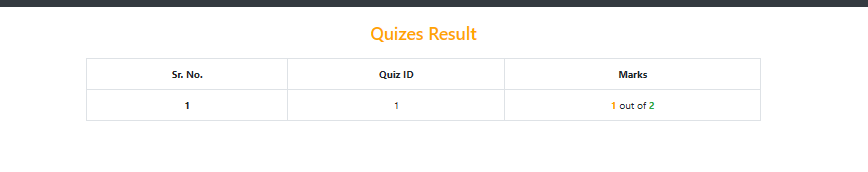 Quizes Result
Sr. No. Quiz ID Marks
1 1 1 out of 2